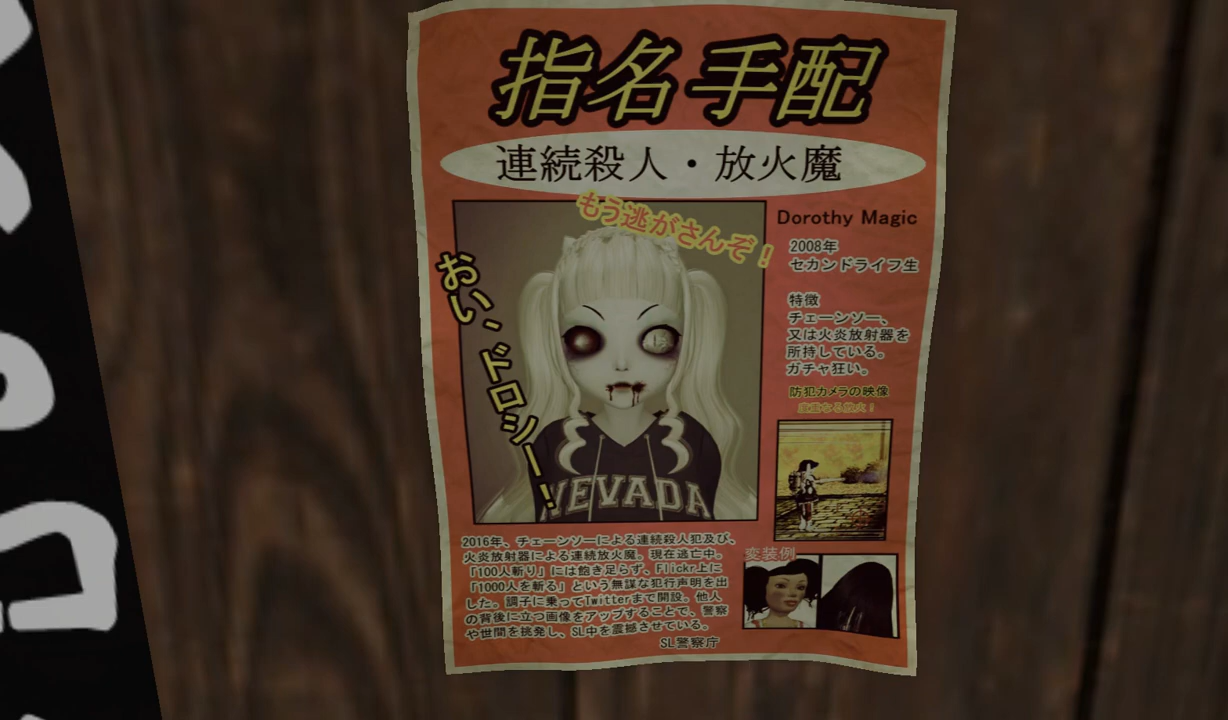 指名手配
連続殺人・放火魔
もう逃がさんぞ！
おい、ドロシー！
Dorothy Magic
2008年
セカンドライフ生
特徴
チェーンソー、
又は火炎放射器を
所持している。
ガチャ狂い。
防犯カメラの映像
度重なる放火！
NEVADA
変装例
2016年、チェーンソーによる連続殺人犯及び、
火炎放射器による連続放火魔。現在逃亡中。
「100人斬り」には飽き足らず、Flickr上に
「1000人を斬る」という無謀な犯行声明を出
した。調子に乗ってTwitterまで開設。他人
の背後に立つ画像をアップすることで、警察
や世間を挑発し、SL中を震撼させている。
SL警察庁